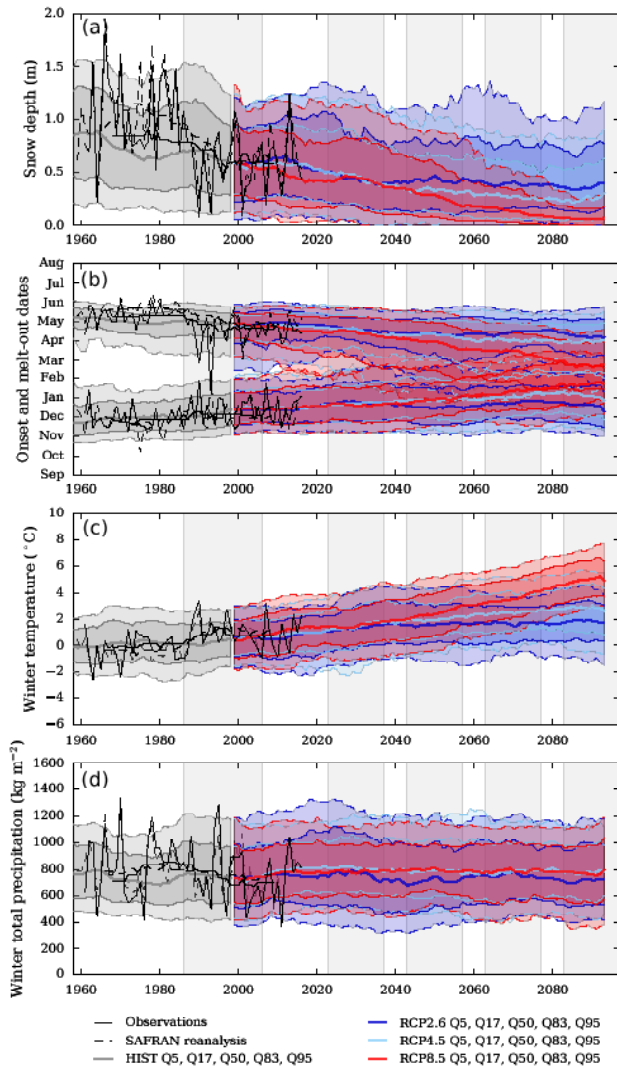 (a)
Snow depth (m)
2.0
1.5
1.0
0.5
0.0
1960 1980 2000 2020 2040 2060 2080
(b)
Onset and melt-out dates
Aug
Jul
Jun
May
Apr
Mar
Feb
Jan
Dec
Nov
Oct
Sep
1960 1980 2000 2020 2040 2060 2080
(c)
Winter temperature (°C)
10
8
6
4
2
0
−2
−4
−6
1960 1980 2000 2020 2040 2060 2080
(d)
Winter total precipitation (kg m⁻²)
1600
1400
1200
1000
800
600
400
200
0
1960 1980 2000 2020 2040 2060 2080
Observations
SAFRAN reanalysis
HIST Q5, Q17, Q50, Q83, Q95
RCP2.6 Q5, Q17, Q50, Q83, Q95
RCP4.5 Q5, Q17, Q50, Q83, Q95
RCP8.5 Q5, Q17, Q50, Q83, Q95